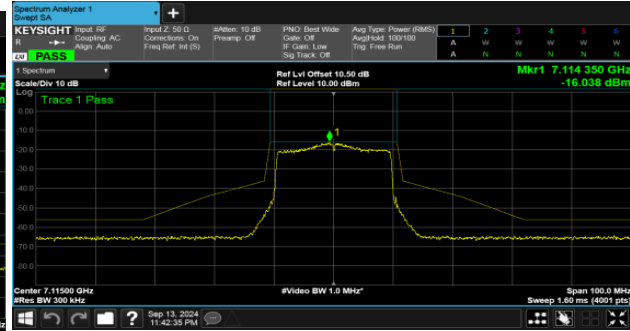 Spectrum Analyzer 1
Swept SA
+
KEYSIGHT Input: RF Input Z: 50 Ω #Atten: 10 dB PNO: Best Wide Avg Type: Power (RMS) 1 2 3 4 5 6
R Coupling: AC Corrections: On Preamp: Off Gate: Off Avg|Hold: 100/100 A W W W W W
Align: Auto Freq Ref: Int (S) IF Gain: Low Trig: Free Run
LXI PASS Sig Track: Off A N N N N N
1 Spectrum
Ref Lvl Offset 10.50 dB Mkr1 7.114 350 GHz
Scale/Div 10 dB Ref Level 10.00 dBm -16.038 dBm
Log
Trace 1 Pass
0.00
-10.0
1
-20.0
-30.0
-40.0
-50.0
-60.0
-70.0
-80.0
Center 7.11500 GHz #Video BW 1.0 MHz* Span 100.0 MHz
#Res BW 300 kHz Sweep 1.60 ms (4001 pts)
? Sep 13, 2024
11:42:35 PM